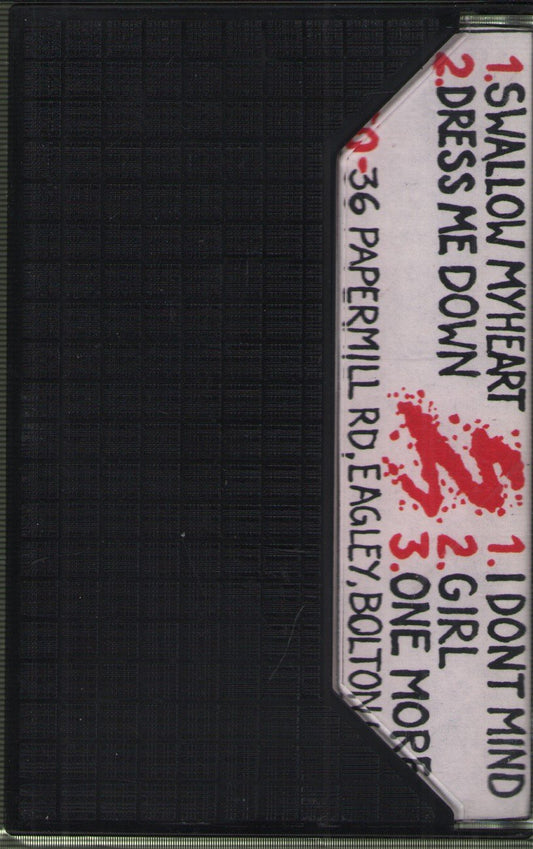 1.SWALLOW MYHEART
2.DRESS ME DOWN
1. I DONT MIND
2. GIRL
3. ONE MORE
Q-36 PAPERMILL RD, EAGLEY, BOLTON,